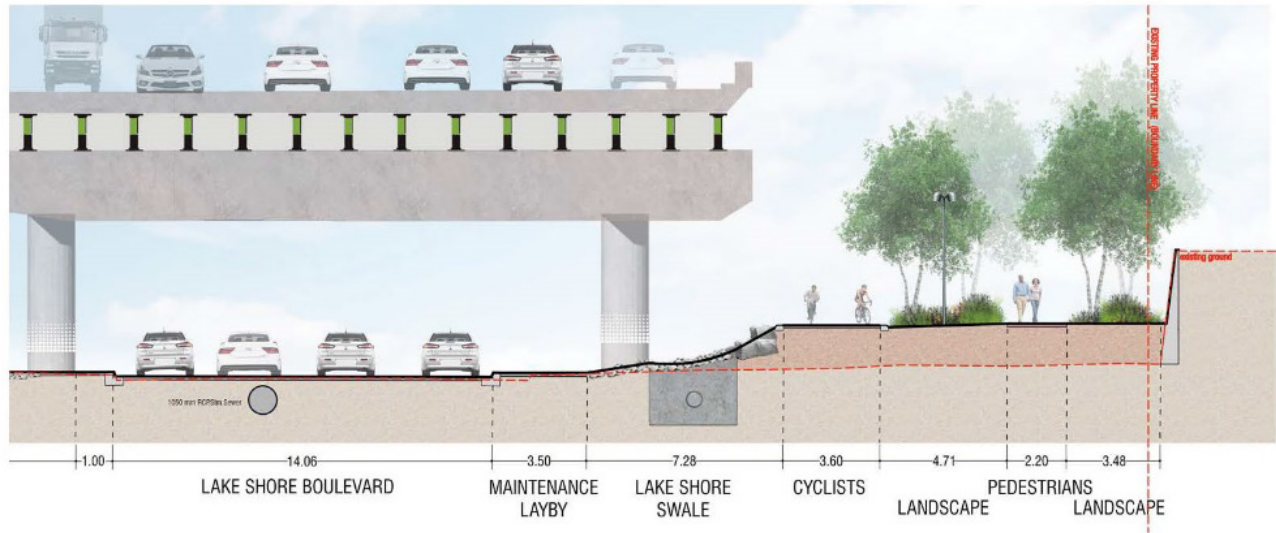 EXISTING PROPERTY LINE (BOUNDARY LINE)
existing ground
1050 mm RCPStm.Sewer
1.00
14.06
3.50
7.28
3.60
4.71
2.20
3.48
LAKE SHORE BOULEVARD
MAINTENANCE
LAYBY
LAKE SHORE
SWALE
CYCLISTS
LANDSCAPE
PEDESTRIANS
LANDSCAPE